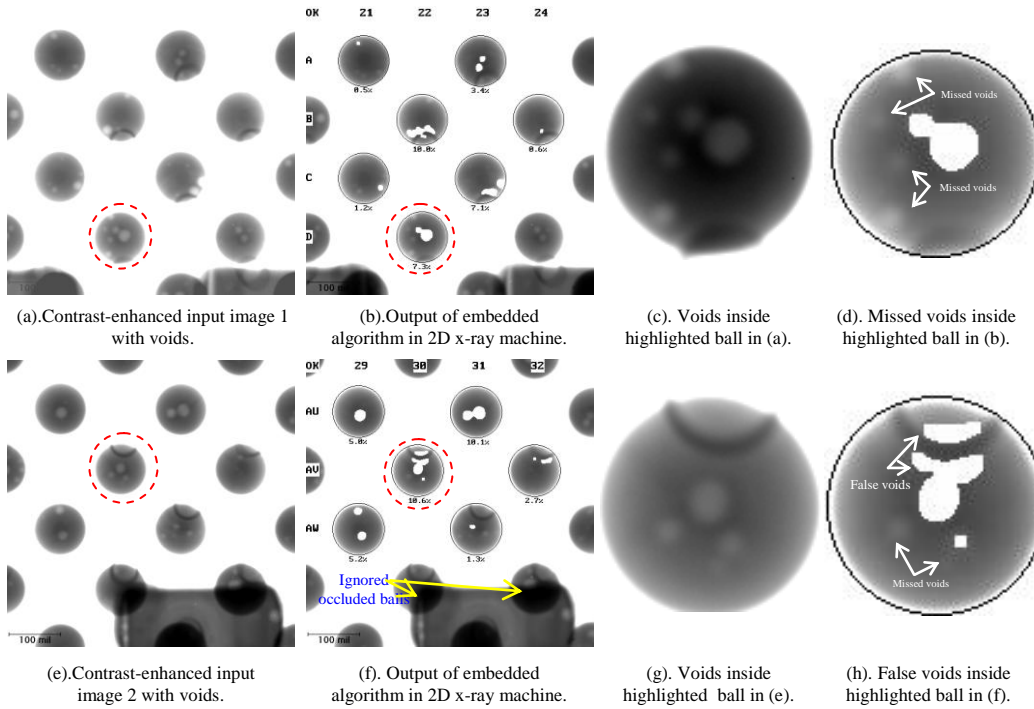 OK 21 22 23 24
A
0.5% 3.4%
B
10.0% 0.6%
C
1.2% 7.1%
D
7.3%
100 mil
100 mil
Missed voids
Missed voids
(a).Contrast-enhanced input image 1
with voids.
(b).Output of embedded
algorithm in 2D x-ray machine.
(c). Voids inside
highlighted ball in (a).
(d). Missed voids inside
highlighted ball in (b).
OK 29 30 31 32
AU
5.0% 10.1%
AV
10.6% 2.7%
AW
5.2% 1.3%
Ignored
occluded balls
100 mil
100 mil
False voids
Missed voids
(e).Contrast-enhanced input
image 2 with voids.
(f). Output of embedded
algorithm in 2D x-ray machine.
(g). Voids inside
highlighted ball in (e).
(h). False voids inside
highlighted ball in (f).